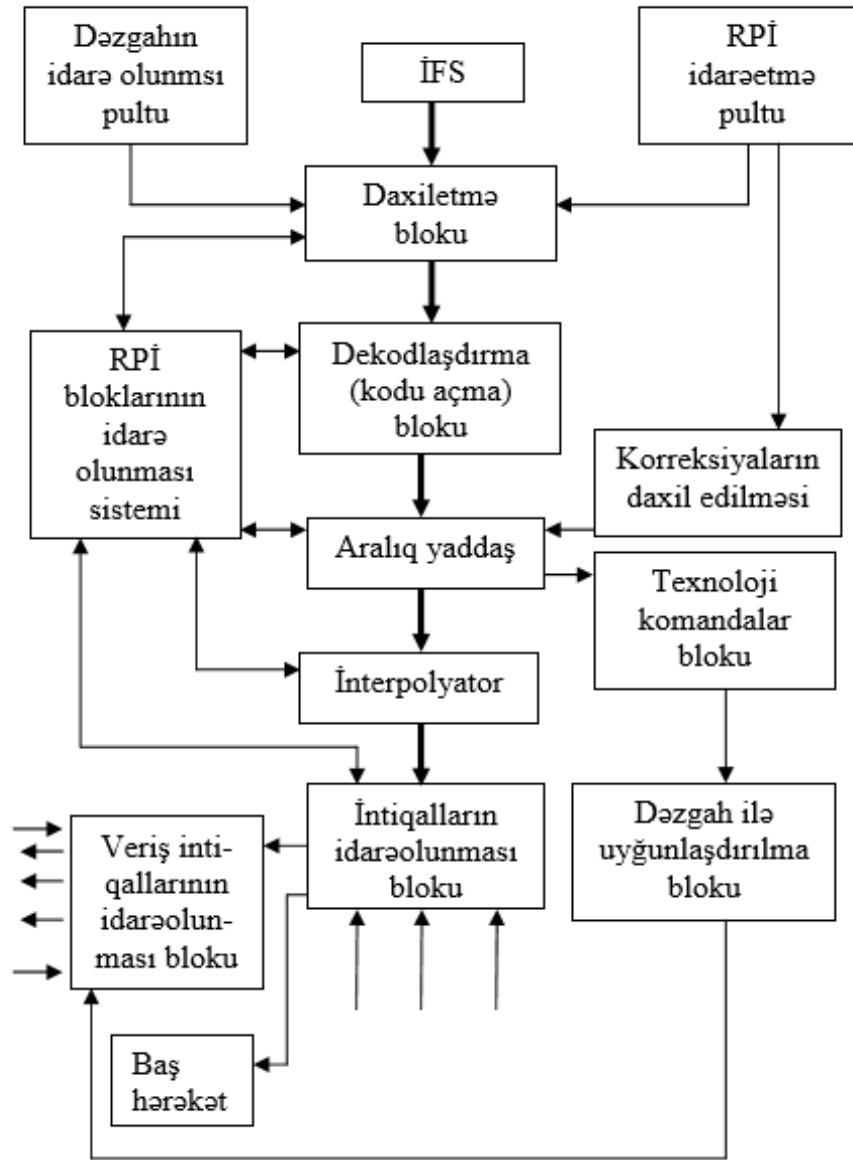 Dəzgahın
idarə olunmsı
pultu
İFS
RPİ
idarəetmə
pultu
Daxiletmə
bloku
RPİ
bloklarının
idarə
olunması
sistemi
Dekodlaşdırma
(kodu açma)
bloku
Korreksiyaların
daxil edilməsi
Aralıq yaddaş
Texnoloji
komandalar
bloku
İnterpolyator
Veriş inti-
qallarının
idarəolun-
ması bloku
İntiqalların
idarəolunması
bloku
Dəzgah ilə
uyğunlaşdırılma
bloku
Baş
hərəkət